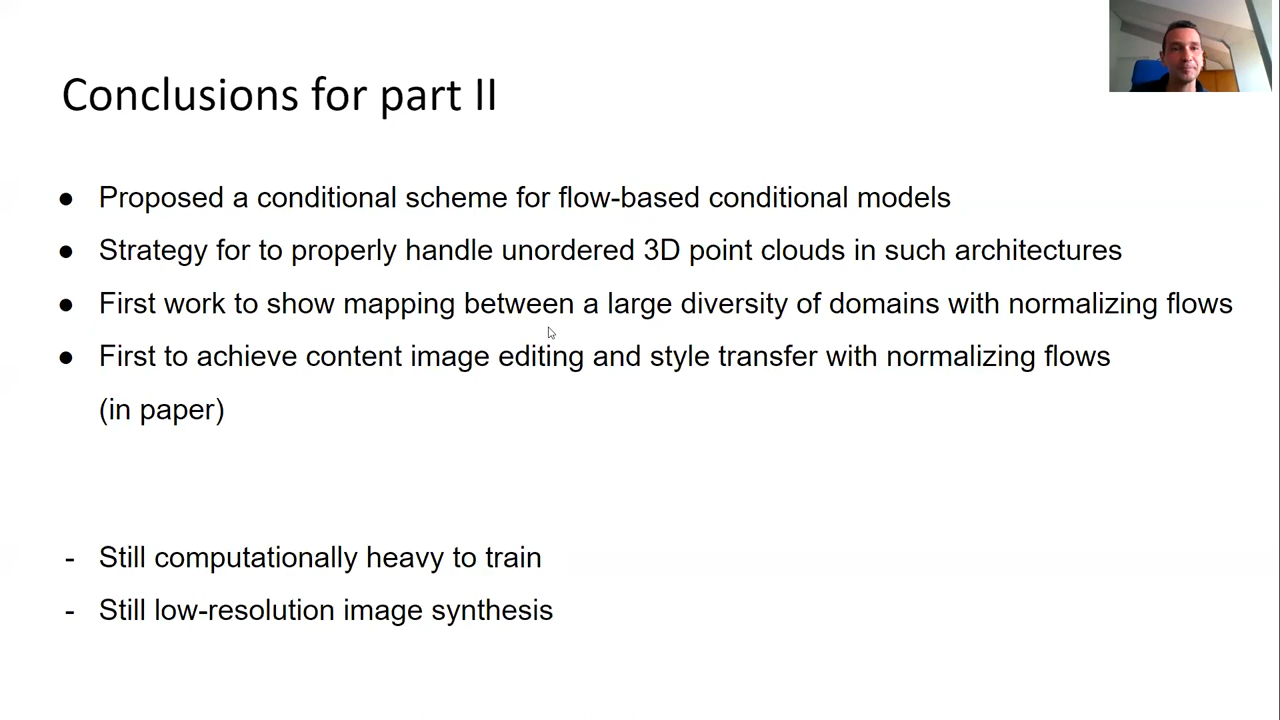 Conclusions for part II
● Proposed a conditional scheme for flow-based conditional models
● Strategy for to properly handle unordered 3D point clouds in such architectures
● First work to show mapping between a large diversity of domains with normalizing flows
● First to achieve content image editing and style transfer with normalizing flows
(in paper)
- Still computationally heavy to train
- Still low-resolution image synthesis